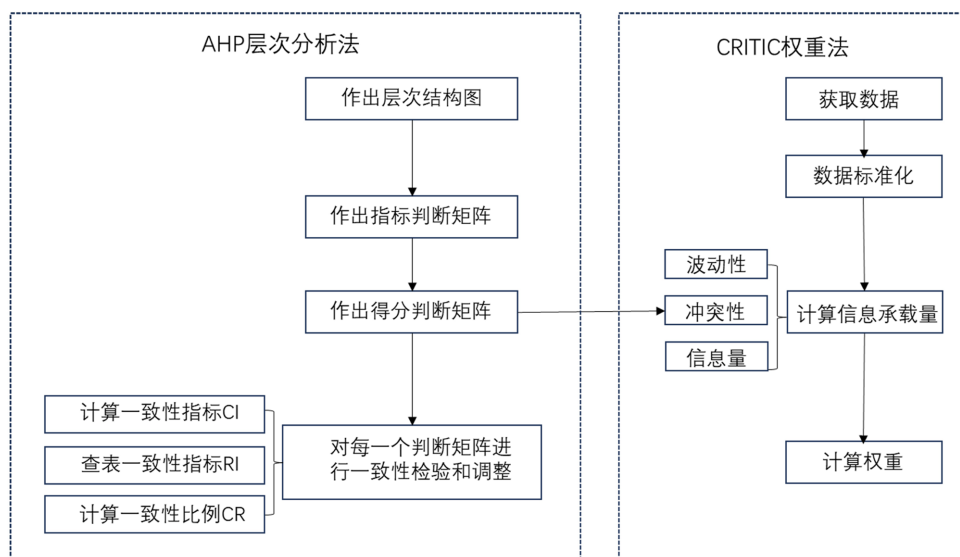 AHP层次分析法
作出层次结构图
作出指标判断矩阵
作出得分判断矩阵
对每一个判断矩阵进
行一致性检验和调整
计算一致性指标CI
查表一致性指标RI
计算一致性比例CR
CRITIC权重法
获取数据
数据标准化
波动性
冲突性
信息量
计算信息承载量
计算权重